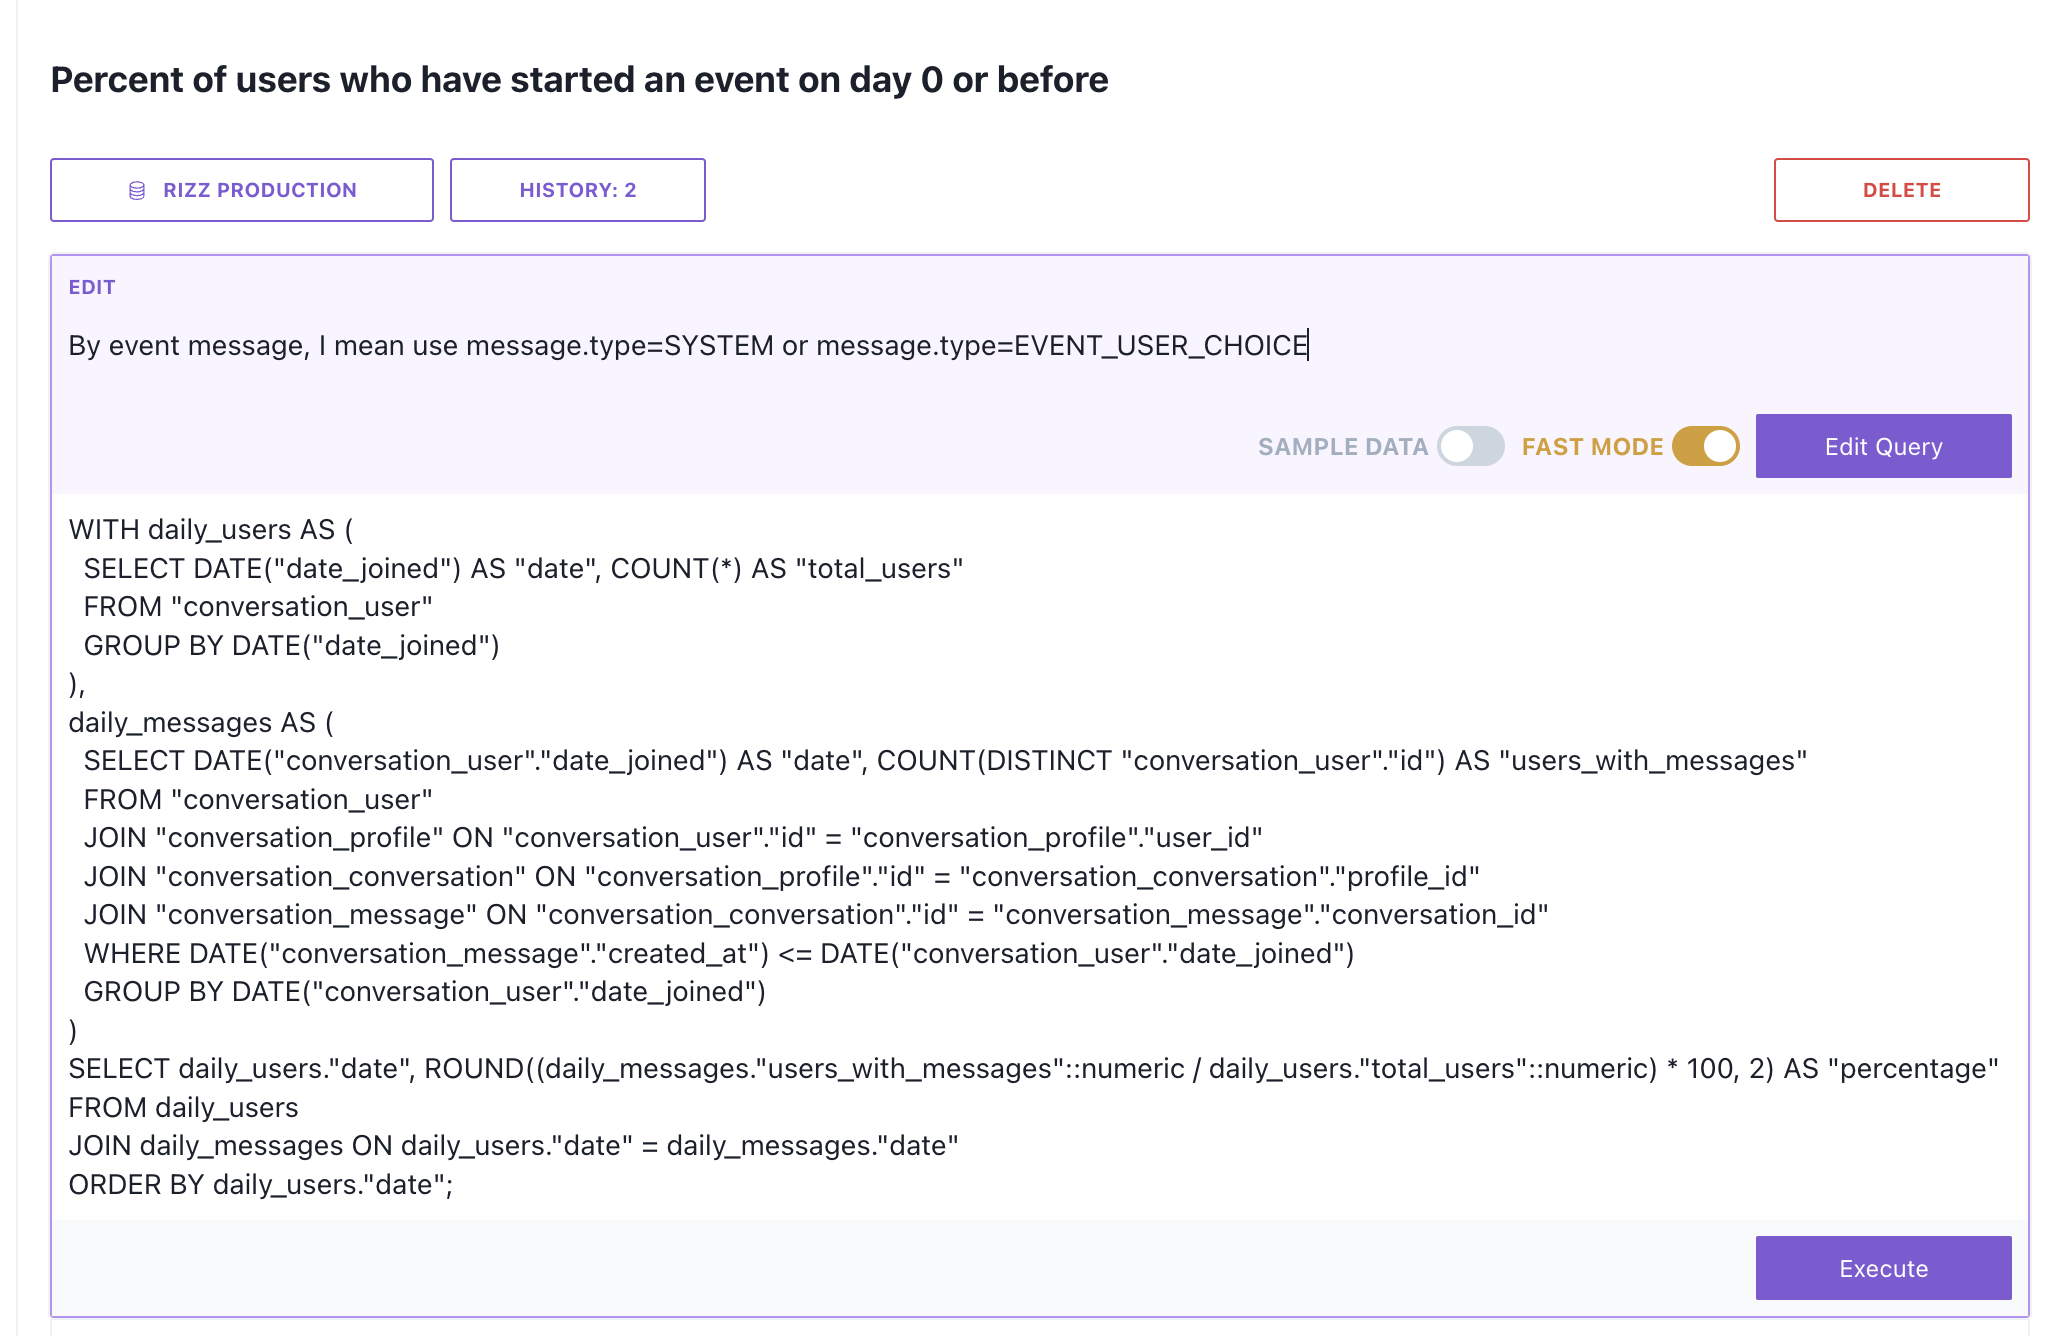 Percent of users who have started an event on day 0 or before
RIZZ PRODUCTION
HISTORY: 2
DELETE
EDIT
By event message, I mean use message.type=SYSTEM or message.type=EVENT_USER_CHOICE
SAMPLE DATA
FAST MODE
Edit Query
WITH daily_users AS (
  SELECT DATE("date_joined") AS "date", COUNT(*) AS "total_users"
  FROM "conversation_user"
  GROUP BY DATE("date_joined")
),
daily_messages AS (
  SELECT DATE("conversation_user"."date_joined") AS "date", COUNT(DISTINCT "conversation_user"."id") AS "users_with_messages"
  FROM "conversation_user"
  JOIN "conversation_profile" ON "conversation_user"."id" = "conversation_profile"."user_id"
  JOIN "conversation_conversation" ON "conversation_profile"."id" = "conversation_conversation"."profile_id"
  JOIN "conversation_message" ON "conversation_conversation"."id" = "conversation_message"."conversation_id"
  WHERE DATE("conversation_message"."created_at") <= DATE("conversation_user"."date_joined")
  GROUP BY DATE("conversation_user"."date_joined")
)
SELECT daily_users."date", ROUND((daily_messages."users_with_messages"::numeric / daily_users."total_users"::numeric) * 100, 2) AS "percentage"
FROM daily_users
JOIN daily_messages ON daily_users."date" = daily_messages."date"
ORDER BY daily_users."date";
Execute